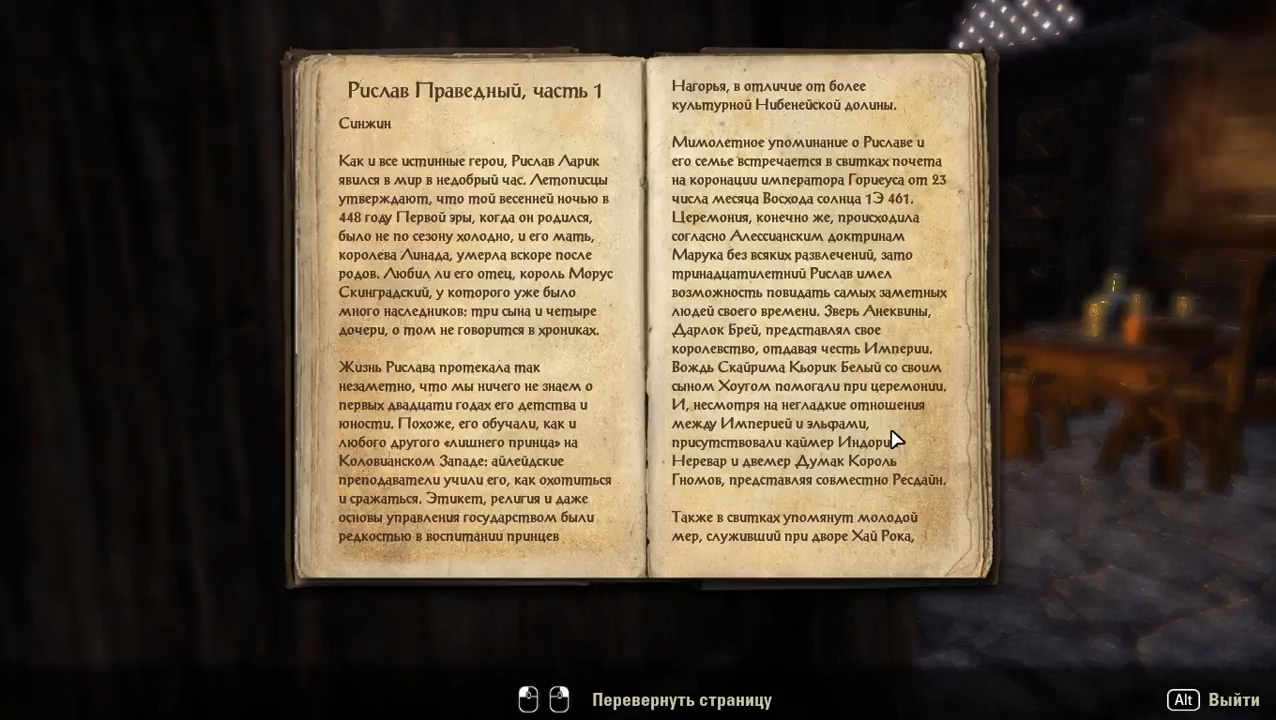 Рислав Праведный, часть 1
Синжин
Как и все истинные герои, Рислав Ларик
явился в мир в недобрый час. Летописцы
утверждают, что той весенней ночью в
448 году Первой эры, когда он родился,
было не по сезону холодно, и его мать,
королева Линада, умерла вскоре после
родов. Любил ли его отец, король Морус
Скинградский, у которого уже было
много наследников: три сына и четыре
дочери, о том не говорится в хрониках.
Жизнь Рислава протекала так
незаметно, что мы ничего не знаем о
первых двадцати годах его детства и
юности. Похоже, его обучали, как и
любого другого «лишнего принца» на
Коловианском Западе: айлейдские
преподаватели учили его, как охотиться
и сражаться. Этикет, религия и даже
основы управления государством были
редкостью в воспитании принцев
Нагорья, в отличие от более
культурной Нибенейской долины.
Мимолетное упоминание о Риславе и
его семье встречается в свитках почета
на коронации императора Гориеуса от 23
числа месяца Восхода солнца 1Э 461.
Церемония, конечно же, происходила
согласно Алессианским доктринам
Марука без всяких развлечений, зато
тринадцатилетний Рислав имел
возможность повидать самых заметных
людей своего времени. Зверь Анеквины,
Дарлок Брей, представлял свое
королевство, отдавая честь Империи.
Вождь Скайрима Кьорик Белый со своим
сыном Хоугом помогали при церемонии.
И, несмотря на негладкие отношения
между Империей и эльфами,
присутствовали каймер Индори
Неревар и двемер Думак Король
Гномов, представляя совместно Ресдайн.
Также в свитках упомянут молодой
мер, служивший при дворе Хай Рока,
Перевернуть страницу
Alt Выйти